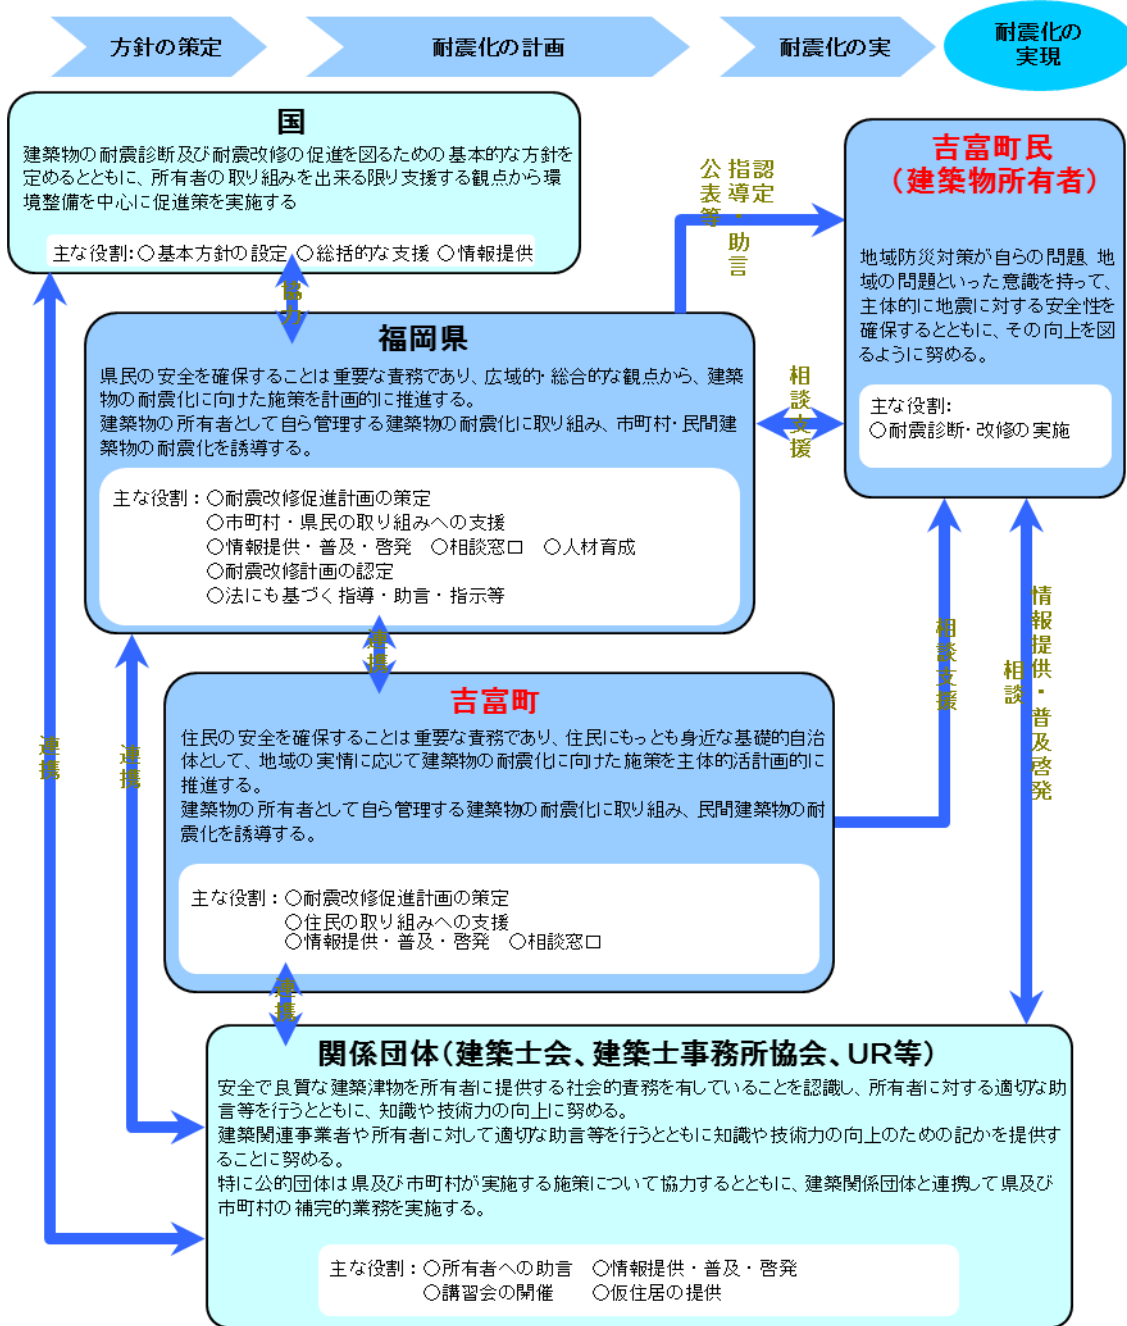 方針の策定
耐震化の計画
耐震化の実
耐震化の
実現
国
建築物の耐震診断及び耐震改修の促進を図るための基本的な方針を
定めるとともに、所有者の取り組みを出来る限り支援する観点から環
境整備を中心に促進策を実施する
主な役割:○基本方針の設定 ○総括的な支援 ○情報提供
協力
認定
指導・助言
公表等
吉富町民
（建築物所有者）
地域防災対策が自らの問題 地
域の問題といった意識を持って、
主体的に地震に対する安全性を
確保するとともに、その向上を図
るように努める。
主な役割:
○耐震診断・改修の実施
福岡県
県民の安全を確保することは重要な責務であり、広域的・総合的な観点から、建築
物の耐震化に向けた施策を計画的に推進する。
建築物の所有者として自ら管理する建築物の耐震化に取り組み、市町村・民間建
築物の耐震化を誘導する。
主な役割：○耐震改修促進計画の策定
○市町村・県民の取り組みへの支援
○情報提供・普及・啓発 ○相談窓口 ○人材育成
○耐震改修計画の認定
○法にも基づく指導・助言・指示等
相談支援
連携
吉富町
住民の安全を確保することは重要な責務であり、住民にもっとも身近な基礎的自治
体として、地域の実情に応じて建築物の耐震化に向けた施策を主体的活計画的に
推進する。
建築物の所有者として自ら管理する建築物の耐震化に取り組み、民間建築物の耐
震化を誘導する。
主な役割：○耐震改修促進計画の策定
○住民の取り組みへの支援
○情報提供・普及・啓発 ○相談窓口
相談支援
情報提供・普及啓発
相談
連携
連携
連携
関係団体（建築士会、建築士事務所協会、UR等）
安全で良質な建築津物を所有者に提供する社会的責務を有していることを認識し、所有者に対する適切な助
言等を行うとともに、知識や技術力の向上に努める。
建築関連事業者や所有者に対して適切な助言等を行うとともに知識や技術力の向上のための記かを提供す
ることに努める。
特に公的団体は県及び市町村が実施する施策について協力するとともに、建築関係団体と連携して県及び
市町村の補完的業務を実施する。
主な役割：○所有者への助言 ○情報提供・普及・啓発
○講習会の開催 ○仮住居の提供